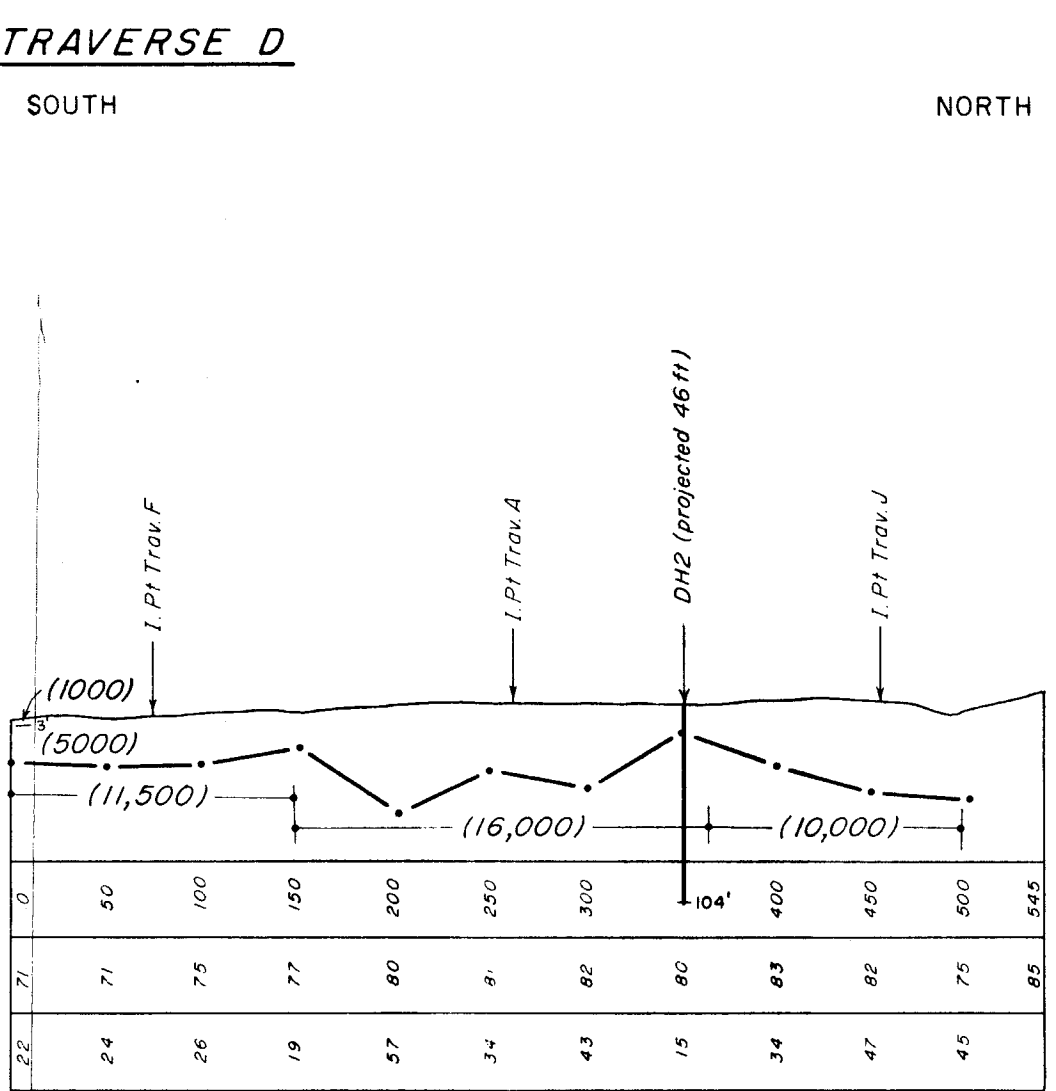 TRAVERSE D
SOUTH
NORTH
I. Pt Trav. F
I. Pt Trav. A
DH2 (projected 46 ft)
I. Pt Trav. J
(1000)
3'
(5000)
(11,500)
(16,000)
(10,000)
0 50 100 150 200 250 300 104' 400 450 500 545
71 71 75 77 80 82 80 83 82 75 85
22 24 26 19 57 34 43 15 34 47 45